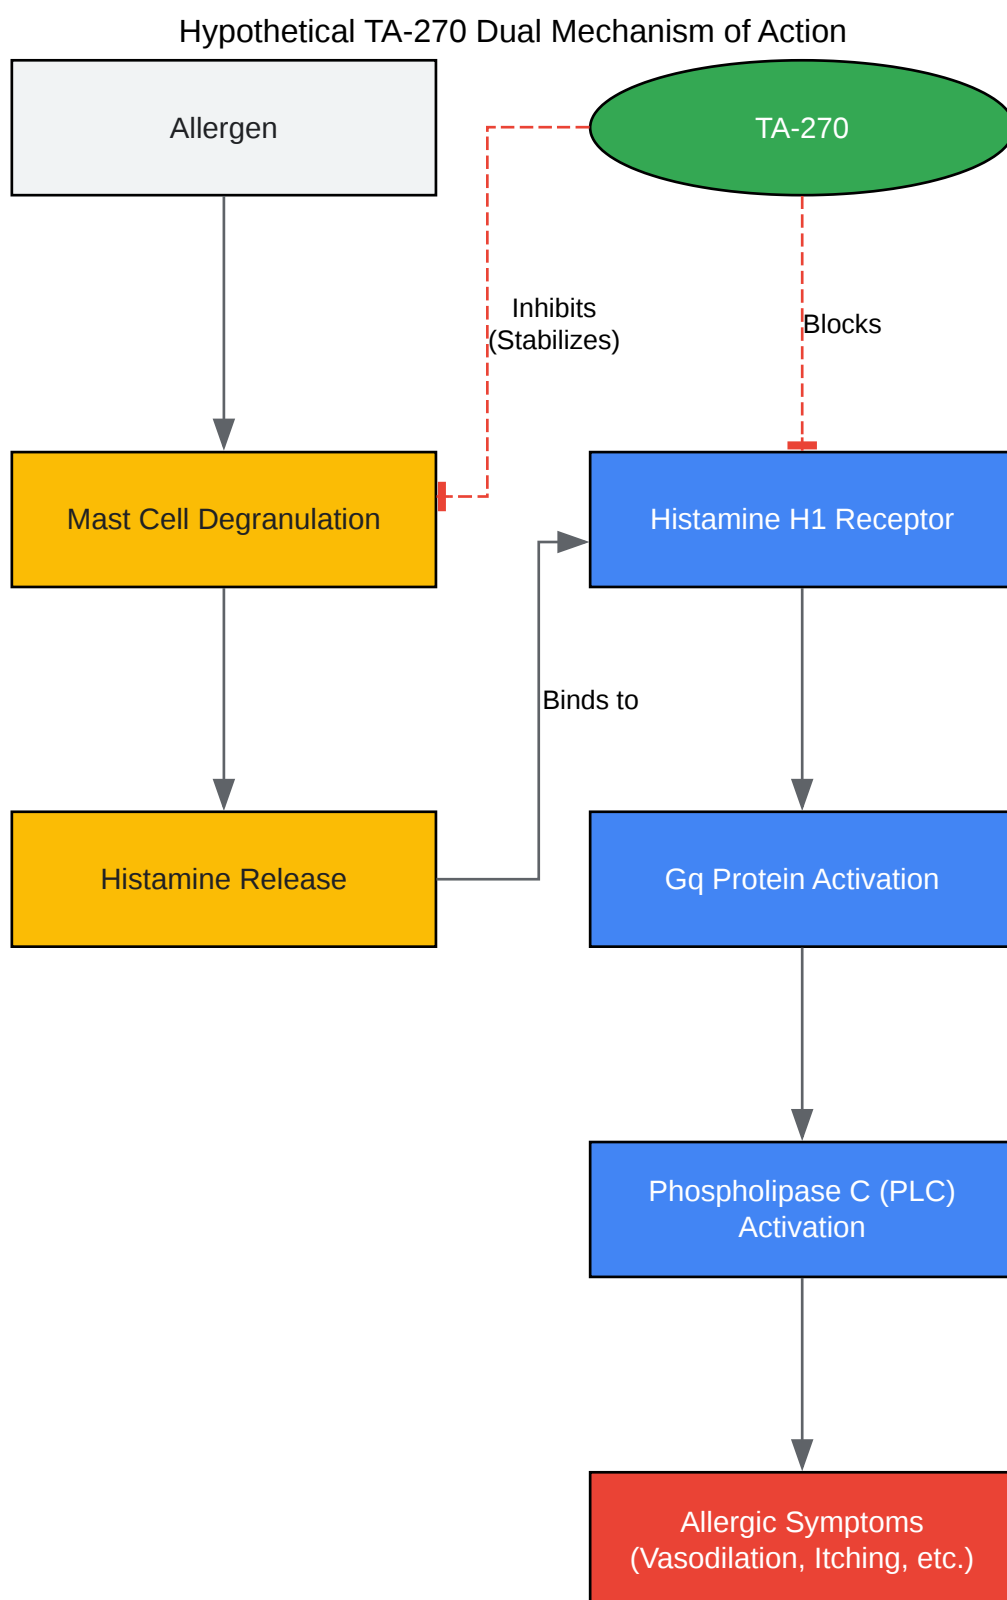 Hypothetical TA-270 Dual Mechanism of Action
Allergen
TA-270
Inhibits
(Stabilizes)
Blocks
Mast Cell Degranulation
Histamine H1 Receptor
Binds to
Histamine Release
Gq Protein Activation
Phospholipase C (PLC)
Activation
Allergic Symptoms
(Vasodilation, Itching, etc.)